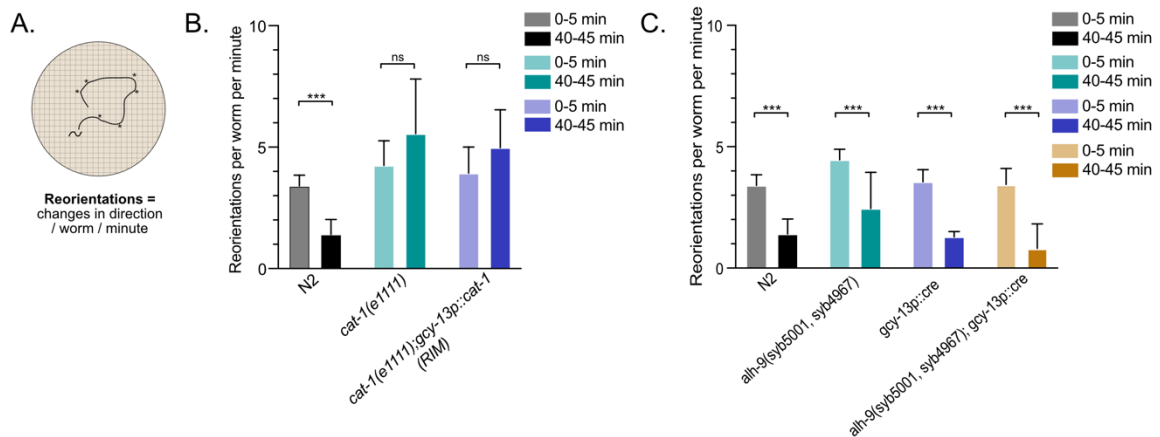 A.
Reorientations =
changes in direction
/ worm / minute
B.
Reorientations per worm per minute
10
5
0
***
ns
ns
N2
cat-1(e1111)
cat-1(e1111);gcy-13p::cat-1
(RIM)
0-5 min
40-45 min
0-5 min
40-45 min
0-5 min
40-45 min
C.
Reorientations per worm per minute
10
5
0
***
***
***
***
N2
alh-9(syb5001, syb4967)
gcy-13p::cre
alh-9(syb5001, syb4967); gcy-13p::cre
0-5 min
40-45 min
0-5 min
40-45 min
0-5 min
40-45 min
0-5 min
40-45 min